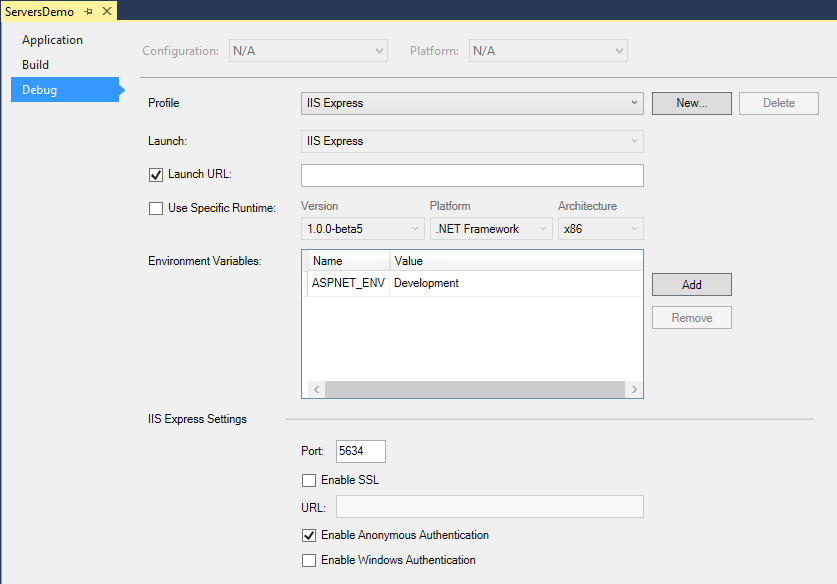 ServersDemo
Application
Build
Debug
Configuration: N/A Platform: N/A
Profile IIS Express New... Delete
Launch: IIS Express
Launch URL:
Use Specific Runtime: Version Platform Architecture
1.0.0-beta5 .NET Framework x86
Environment Variables: Name Value
ASPNET_ENV Development
Add
Remove
IIS Express Settings
Port: 5634
Enable SSL
URL:
Enable Anonymous Authentication
Enable Windows Authentication